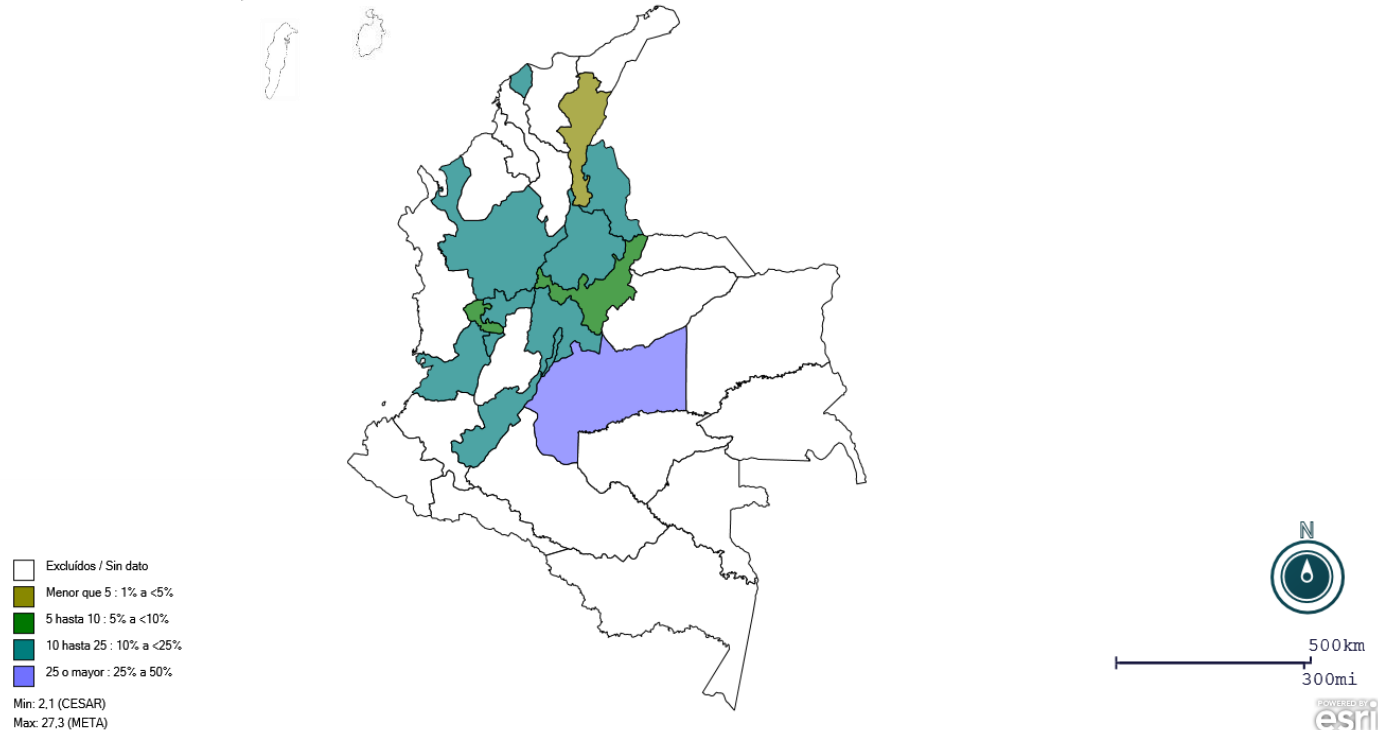 Excluídos / Sin dato
Menor que 5 : 1% a <5%
5 hasta 10 : 5% a <10%
10 hasta 25 : 10% a <25%
25 o mayor : 25% a 50%
Min: 2,1 (CESAR)
Max: 27,3 (META)
N
500km
300mi
POWERED BY
esri